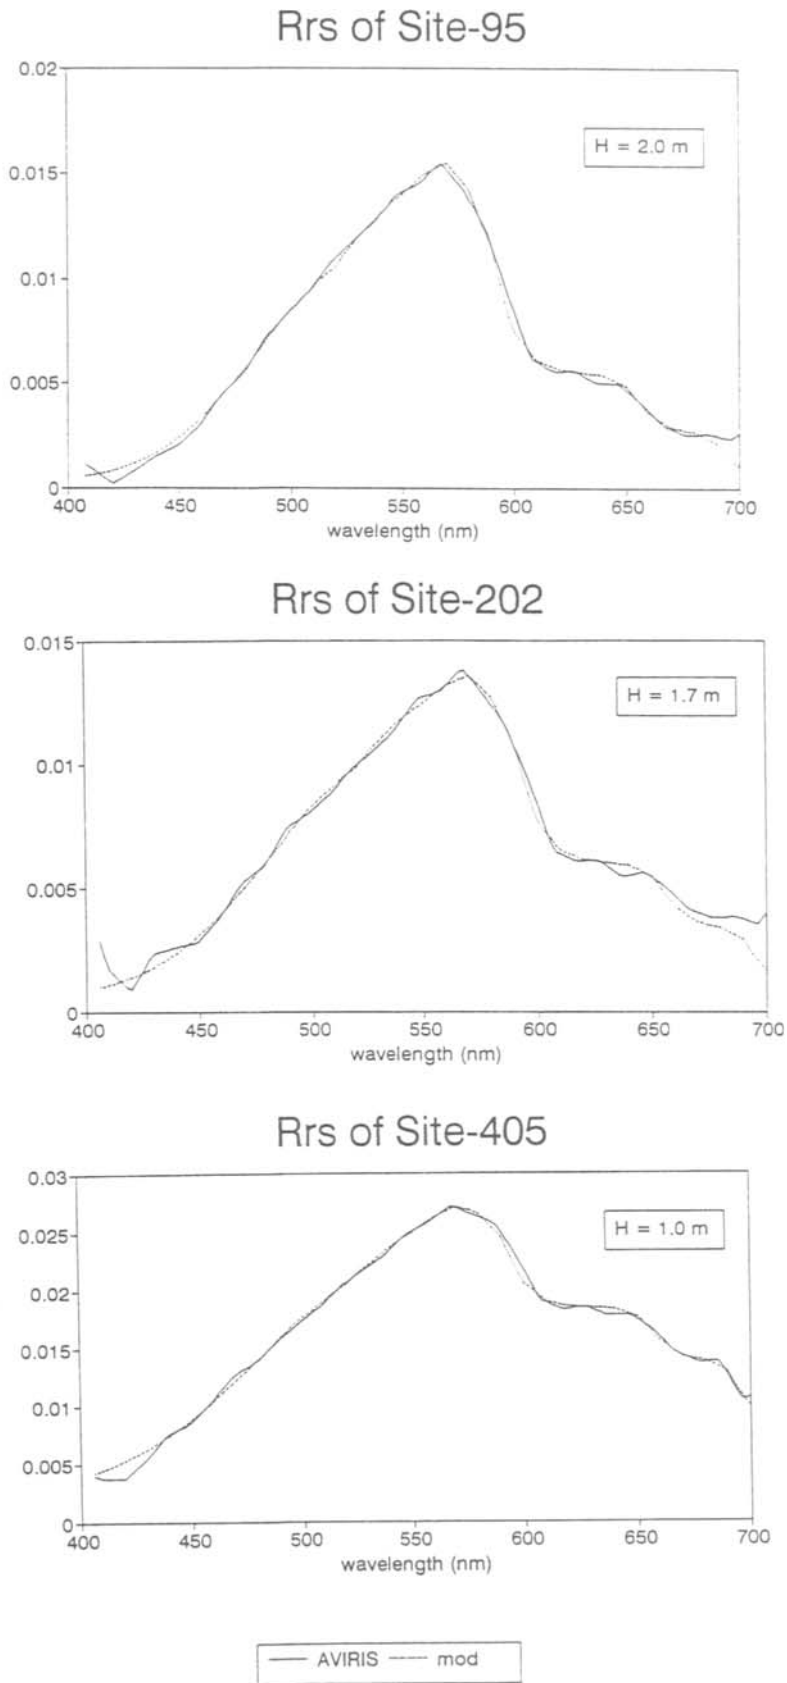 Rrs of Site-95
0.02
H = 2.0 m
0.015
0.01
0.005
0
400 450 500 550 600 650 700
wavelength (nm)
Rrs of Site-202
0.015
H = 1.7 m
0.01
0.005
0
400 450 500 550 600 650 700
wavelength (nm)
Rrs of Site-405
0.03
H = 1.0 m
0.025
0.02
0.015
0.01
0.005
0
400 450 500 550 600 650 700
wavelength (nm)
AVIRIS mod